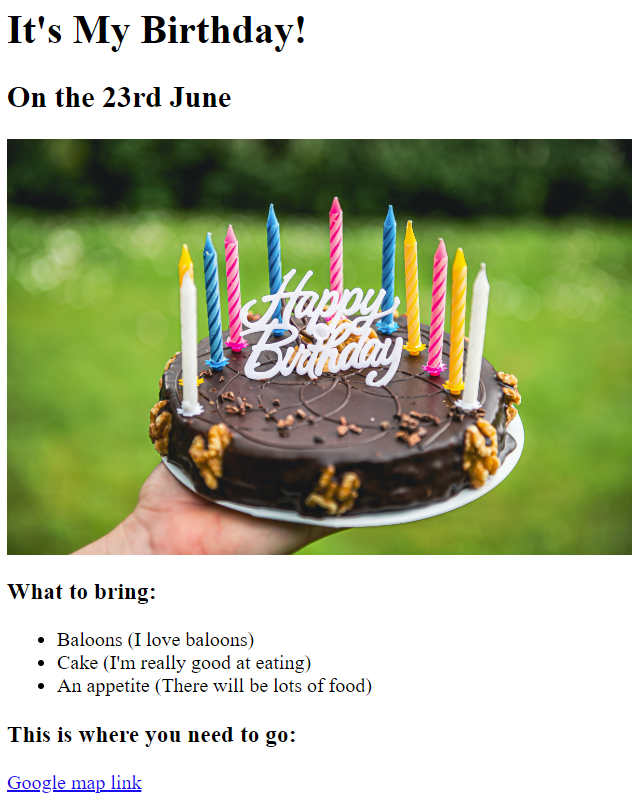 It's My Birthday!
On the 23rd June
Happy
Birthday
What to bring:
Baloons (I love baloons)
Cake (I'm really good at eating)
An appetite (There will be lots of food)
This is where you need to go:
Google map link